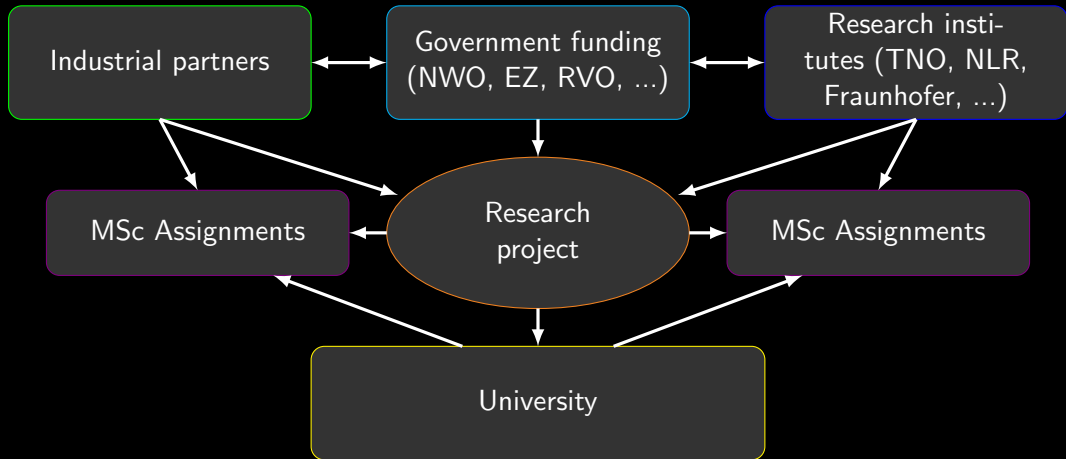 Industrial partners
Government funding
(NWO, EZ, RVO, ...)
Research insti-
tutes (TNO, NLR,
Fraunhofer, ...)
MSc Assignments
Research
project
MSc Assignments
University